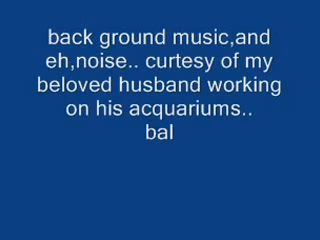 back ground music,and
eh,noise.. curtesy of my
beloved husband working
on his acquariums..
bal